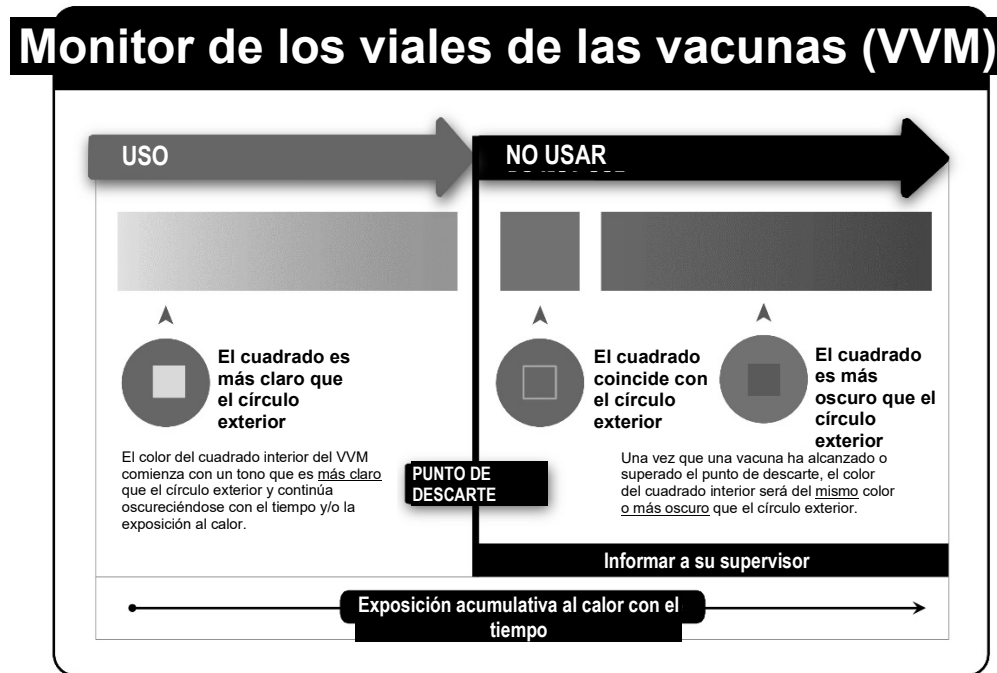 Monitor de los viales de las vacunas (VVM)
USO
NO USAR
El cuadrado es
más claro que
el círculo
exterior
El cuadrado
coincide con
el círculo
exterior
El cuadrado
es más
oscuro que el
círculo
exterior
El color del cuadrado interior del VVM
comienza con un tono que es más claro
que el círculo exterior y continúa
oscureciéndose con el tiempo y/o la
exposición al calor.
PUNTO DE
DESCARTE
Una vez que una vacuna ha alcanzado o
superado el punto de descarte, el color
del cuadrado interior será del mismo color
o más oscuro que el círculo exterior.
Informar a su supervisor
Exposición acumulativa al calor con el
tiempo